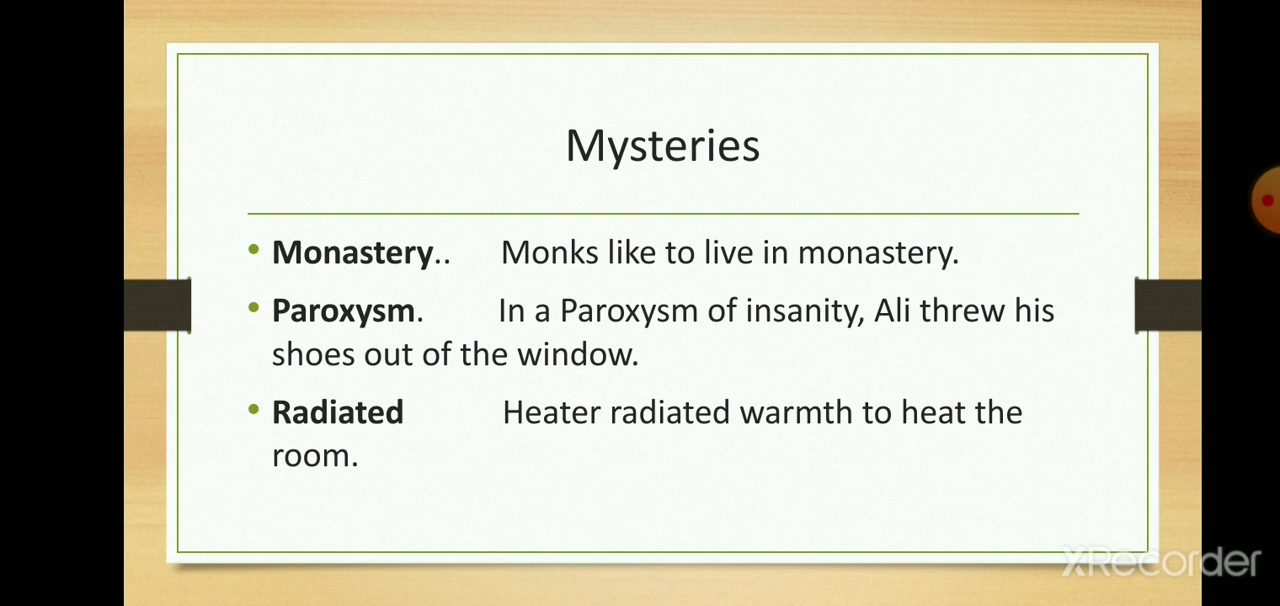 Mysteries
• Monastery.. Monks like to live in monastery.
• Paroxysm. In a Paroxysm of insanity, Ali threw his
shoes out of the window.
• Radiated Heater radiated warmth to heat the
room.
XRecorder